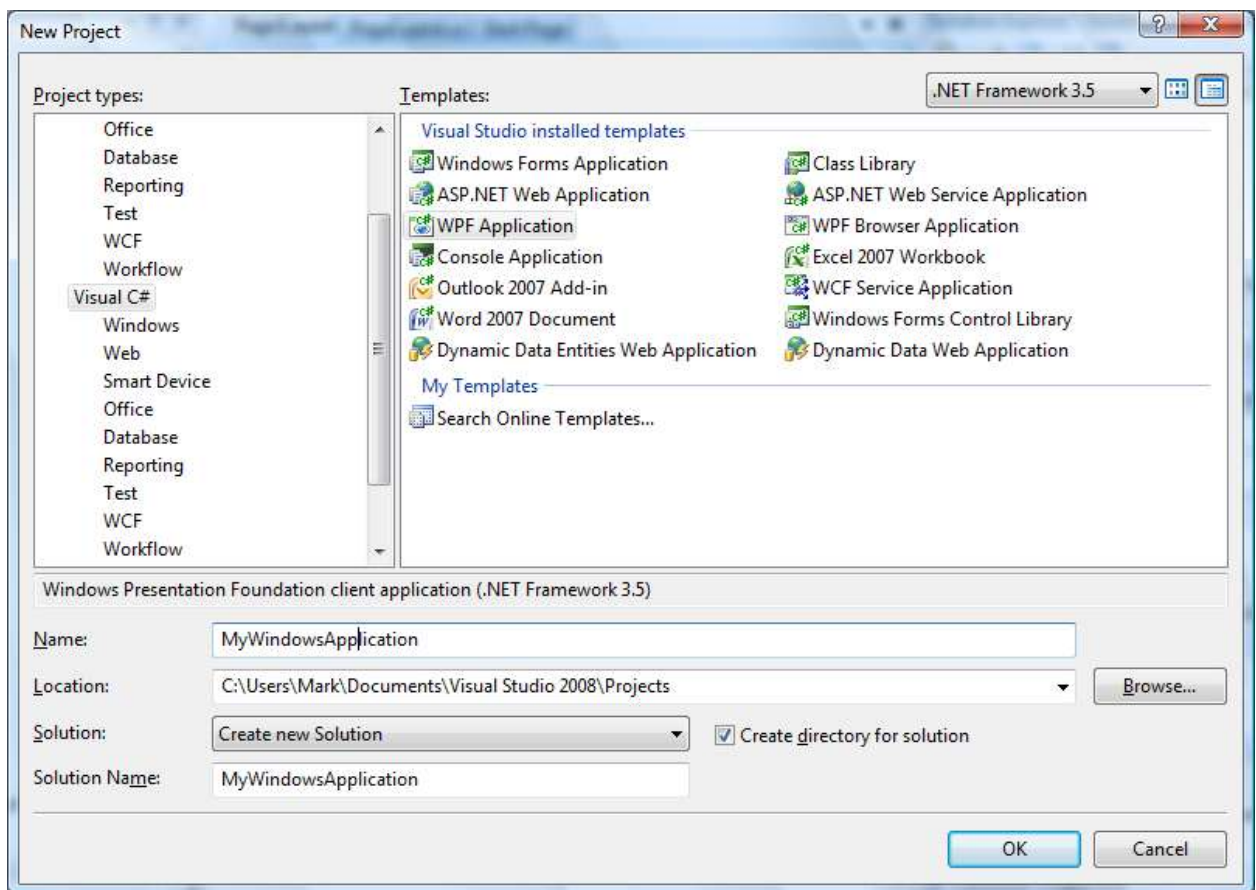 New Project
Project types:
Templates:
.NET Framework 3.5
Office
Database
Reporting
Test
WCF
Workflow
Visual C#
Windows
Web
Smart Device
Office
Database
Reporting
Test
WCF
Workflow
Visual Studio installed templates
Windows Forms Application
Class Library
ASP.NET Web Application
ASP.NET Web Service Application
WPF Application
WPF Browser Application
Console Application
Excel 2007 Workbook
Outlook 2007 Add-in
WCF Service Application
Word 2007 Document
Windows Forms Control Library
Dynamic Data Entities Web Application
Dynamic Data Web Application
My Templates
Search Online Templates...
Windows Presentation Foundation client application (.NET Framework 3.5)
Name:
MyWindowsApplication
Location:
C:\Users\Mark\Documents\Visual Studio 2008\Projects
Browse...
Solution:
Create new Solution
Create directory for solution
Solution Name:
MyWindowsApplication
OK
Cancel